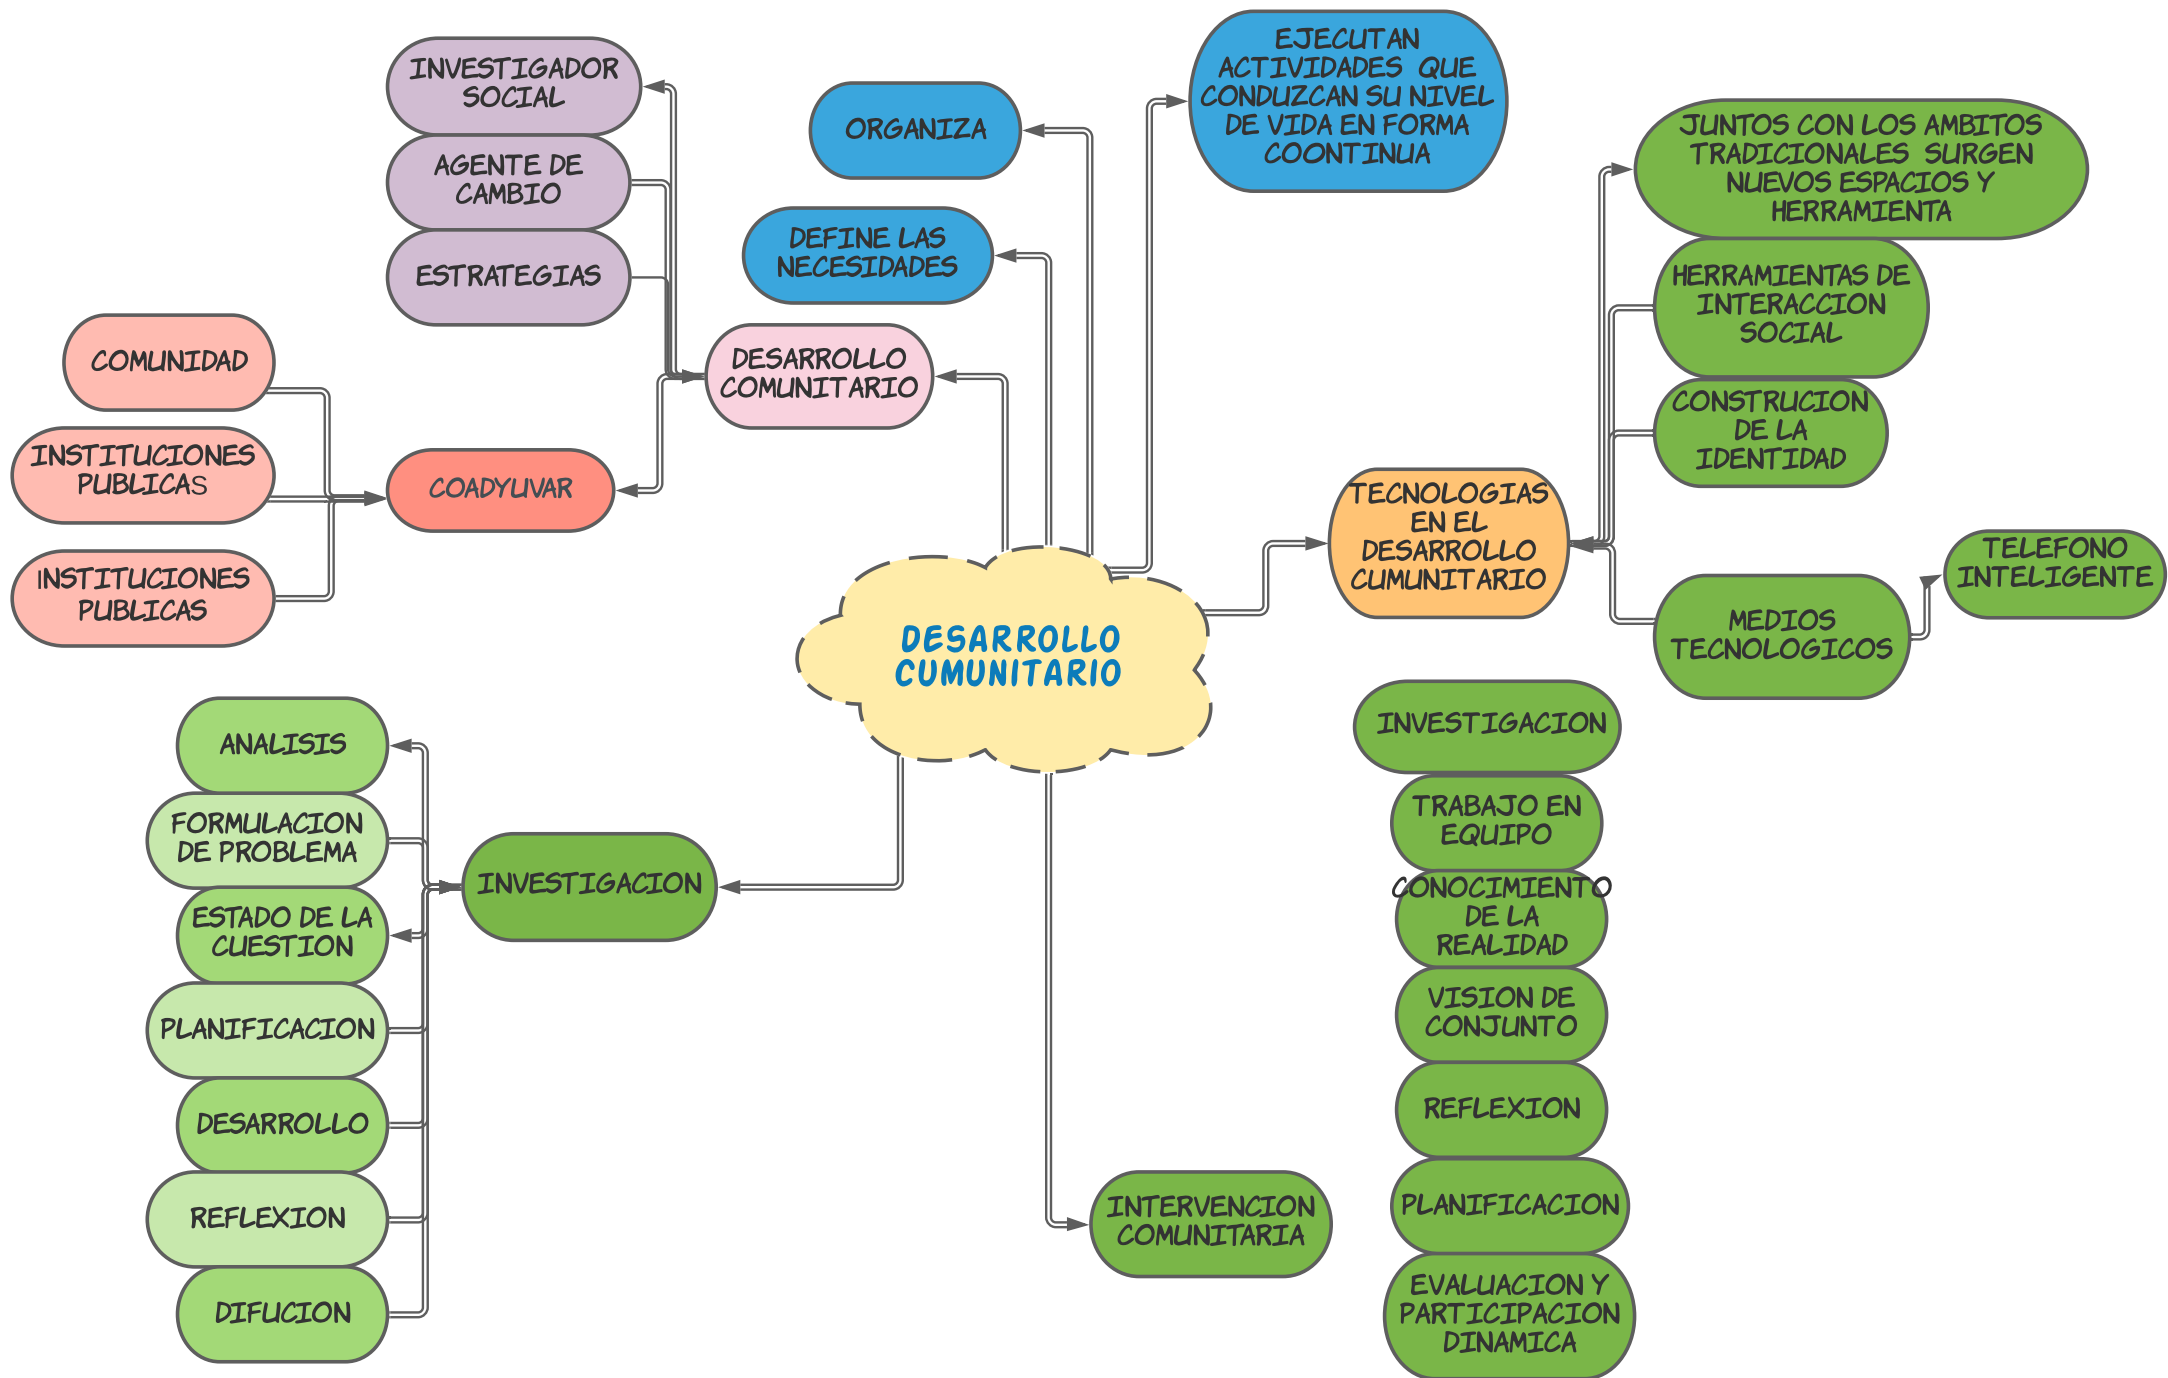 INVESTIGADOR
SOCIAL
AGENTE DE
CAMBIO
ESTRATEGIAS
ORGANIZA
DEFINE LAS
NECESIDADES
EJECUTAN
ACTIVIDADES QUE
CONDUZCAN SU NIVEL
DE VIDA EN FORMA
COONTINUA
JUNTOS CON LOS AMBITOS
TRADICIONALES SURGEN
NUEVOS ESPACIOS Y
HERRAMIENTA
HERRAMIENTAS DE
INTERACCION
SOCIAL
CONSTRUCION
DE LA
IDENTIDAD
COMUNIDAD
INSTITUCIONES
PUBLICAS
INSTITUCIONES
PUBLICAS
COADYUVAR
DESARROLLO
COMUNITARIO
TECNOLOGIAS
EN EL
DESARROLLO
CUMUNITARIO
TELEFONO
INTELIGENTE
MEDIOS
TECNOLOGICOS
DESARROLLO
CUMUNITARIO
ANALISIS
FORMULACION
DE PROBLEMA
ESTADO DE LA
CUESTION
PLANIFICACION
DESARROLLO
REFLEXION
DIFUCION
INVESTIGACION
INTERVENCION
COMUNITARIA
INVESTIGACION
TRABAJO EN
EQUIPO
CONOCIMIENTO
DE LA
REALIDAD
VISION DE
CONJUNTO
REFLEXION
PLANIFICACION
EVALUACION Y
PARTICIPACION
DINAMICA